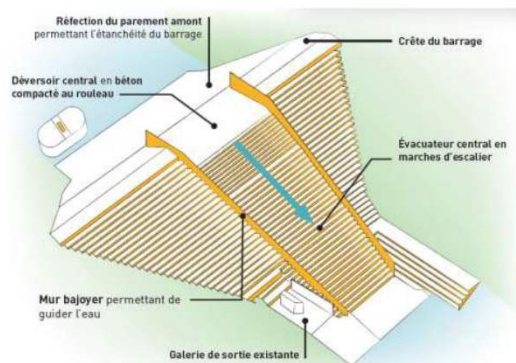 Réfection du parement amont
permettant l'étanchéité du barrage
Crête du barrage
Déversoir central en béton
compacté au rouleau
Évacuateur central en
marches d'escalier
Mur bajoyer permettant de
guider l'eau
Galerie de sortie existante